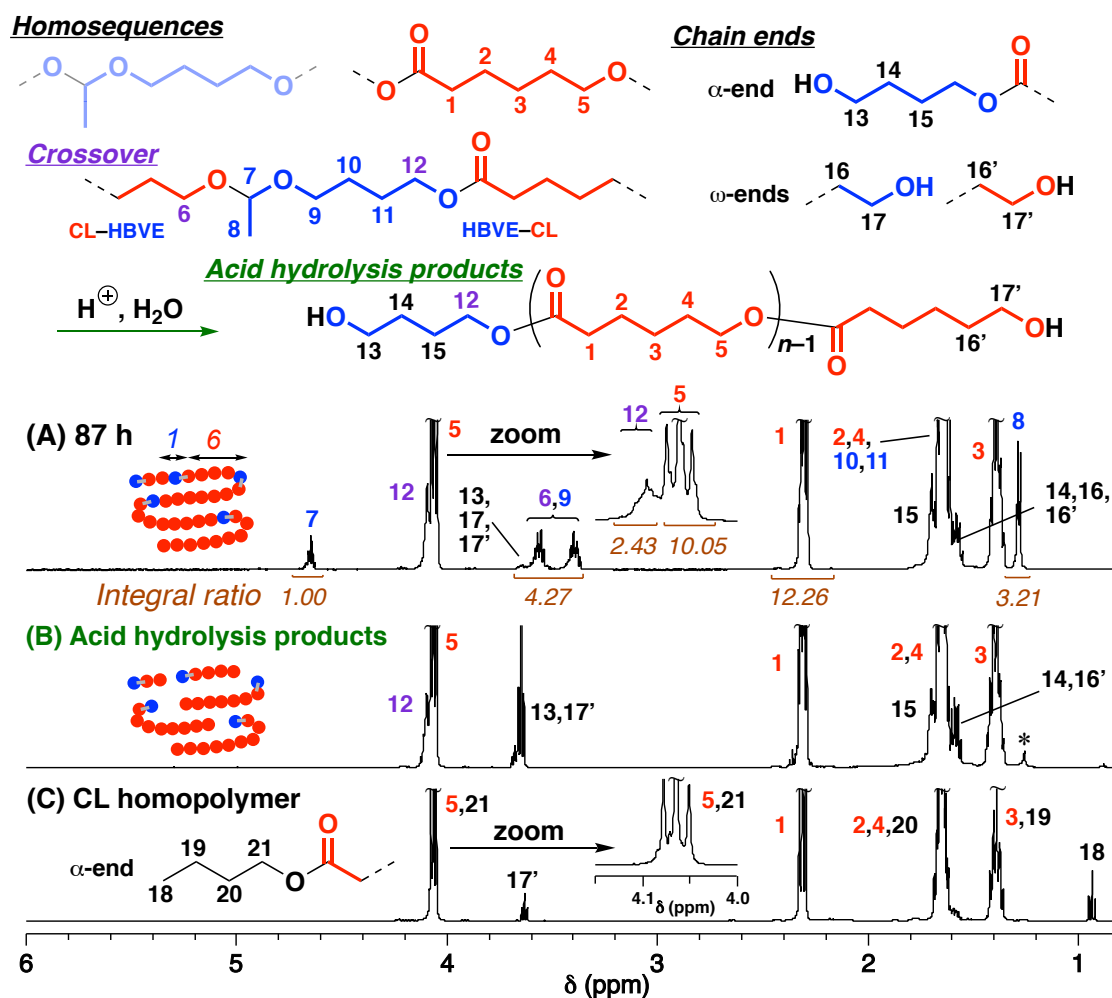 Homosequences
Chain ends
O O O
O O 1 2 3 4 5 O
α-end
HO 13 14 15 O O
Crossover
CL–HBVE
6 O 7 8 O 9 10 11 12 O O
HBVE–CL
ω-ends
16 17 OH
16' 17' OH
Acid hydrolysis products
H⊕, H₂O
HO 13 14 15 12 O ( O 1 2 3 4 5 O )n–1 O 16' 17' OH
(A) 87 h
1 6
7
12
5
zoom
13, 17, 17'
6,9
12 5
2.43 10.05
1
2,4, 10,11
15
3
8
14,16, 16'
Integral ratio 1.00 4.27 12.26 3.21
(B) Acid hydrolysis products
12
5
13,17'
1
2,4
15
3
14,16'
*
(C) CL homopolymer
α-end
18 19 20 21 O O
5,21
zoom
17'
5,21
4.1 4.0
δ (ppm)
1
2,4,20
3,19
18
6 5 4 3 2 1
δ (ppm)